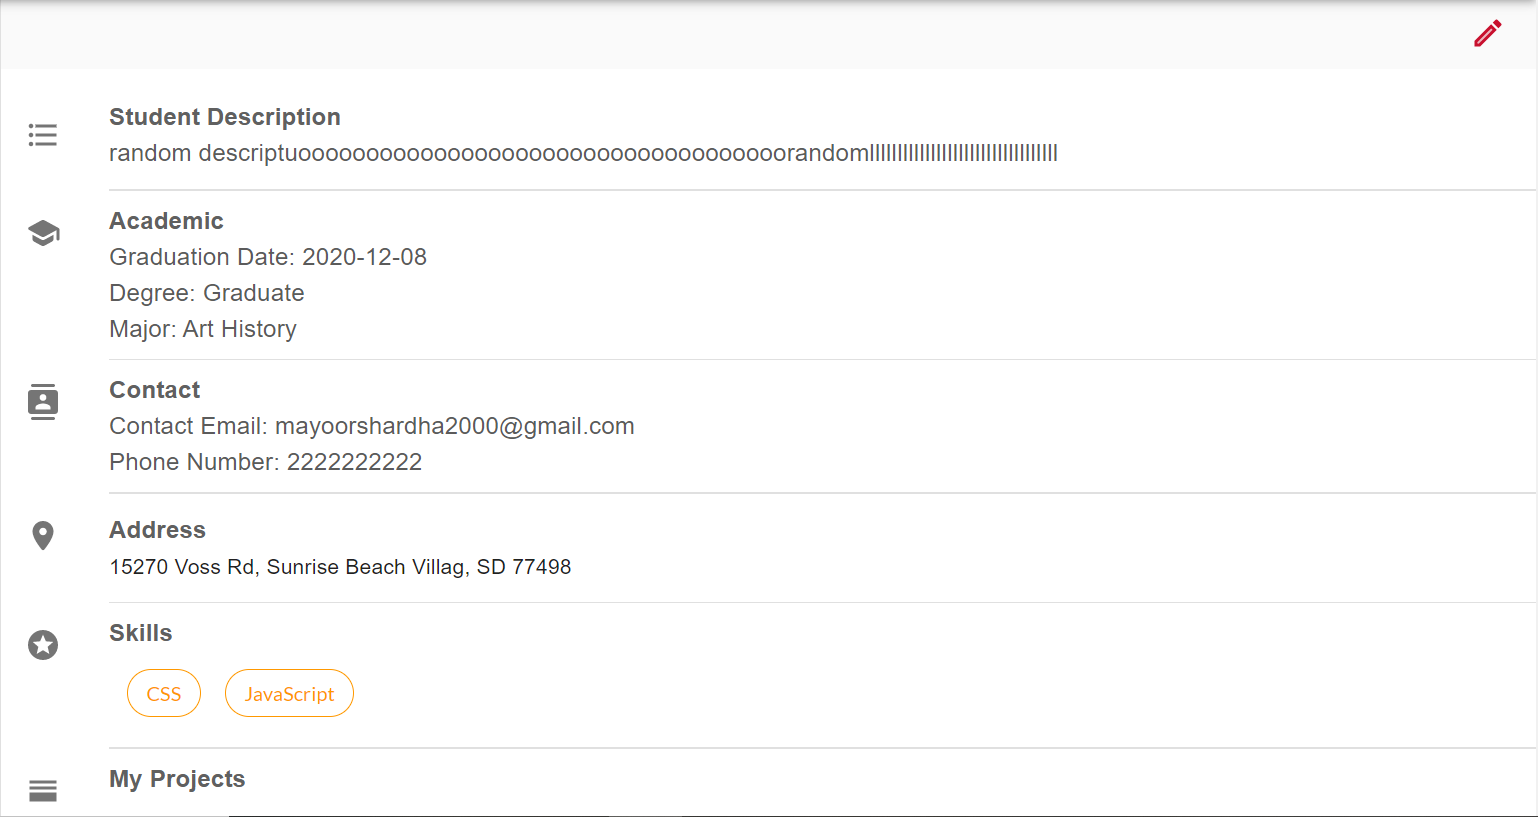 Student Description
random descriptuoooooooooooooooooooooooooooooooooooorandomllllllllllllllllllllllllllllllllll
Academic
Graduation Date: 2020-12-08
Degree: Graduate
Major: Art History
Contact
Contact Email: mayoorshardha2000@gmail.com
Phone Number: 2222222222
Address
15270 Voss Rd, Sunrise Beach Villag, SD 77498
Skills
CSS JavaScript
My Projects